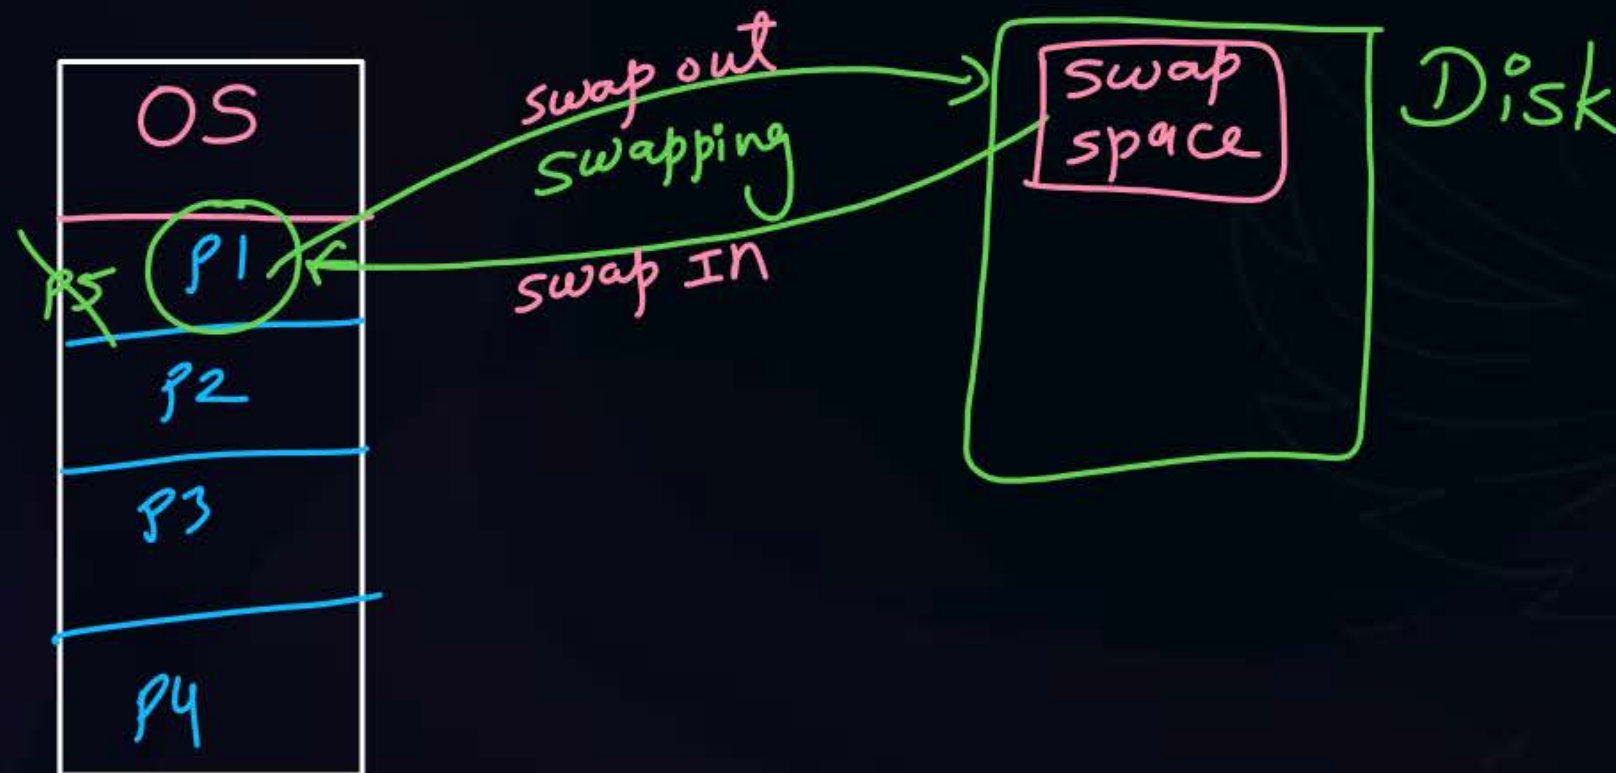 OS
P1
P5
P2
P3
P4
swap out
swapping
swap In
swap
space
Disk